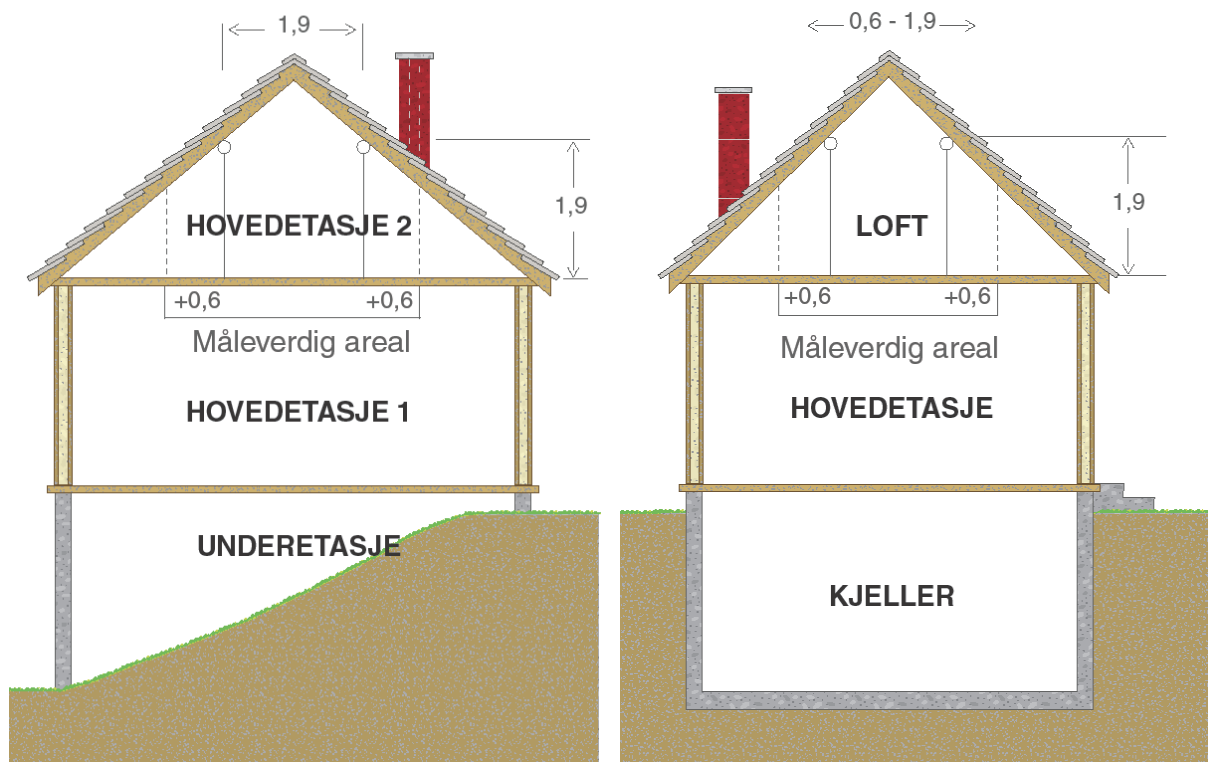 1,9
1,9
HOVEDETASJE 2
+0,6 +0,6
Måleverdig areal
HOVEDETASJE 1
UNDERETASJE
0,6 - 1,9
1,9
LOFT
+0,6 +0,6
Måleverdig areal
HOVEDETASJE
KJELLER